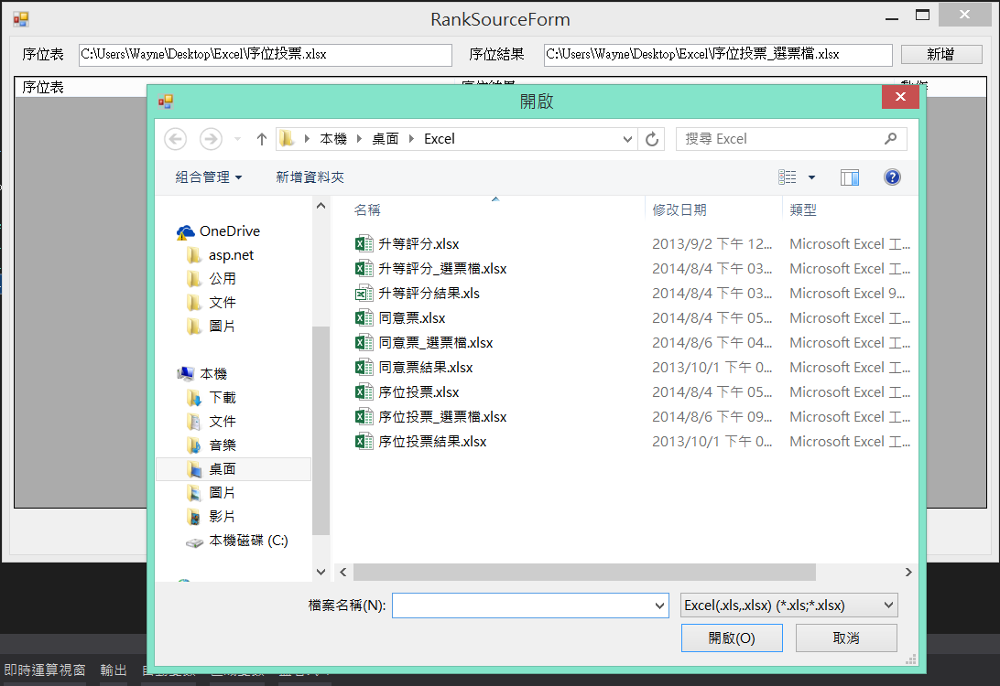 RankSourceForm
序位表 C:\Users\Wayne\Desktop\Excel\序位投票.xlsx 序位結果 C:\Users\Wayne\Desktop\Excel\序位投票_選票檔.xlsx 新增
序位表 序位結果 動作
開啟
本機 桌面 Excel 搜尋 Excel
組合管理 新增資料夾
名稱 修改日期 類型
OneDrive
asp.net
公用
文件
圖片
本機
下載
文件
音樂
桌面
圖片
影片
本機磁碟 (C:)
升等評分.xlsx 2013/9/2 下午 12... Microsoft Excel 工...
升等評分_選票檔.xlsx 2014/8/4 下午 03... Microsoft Excel 工...
升等評分結果.xls 2014/8/4 下午 03... Microsoft Excel 9...
同意票.xlsx 2014/8/4 下午 05... Microsoft Excel 工...
同意票_選票檔.xlsx 2014/8/6 下午 04... Microsoft Excel 工...
同意票結果.xlsx 2013/10/1 下午 0... Microsoft Excel 工...
序位投票.xlsx 2014/8/4 下午 05... Microsoft Excel 工...
序位投票_選票檔.xlsx 2014/8/6 下午 09... Microsoft Excel 工...
序位投票結果.xlsx 2013/10/1 下午 0... Microsoft Excel 工...
檔案名稱(N): Excel(.xls,.xlsx) (*.xls;*.xlsx)
開啟(O) 取消
即時運算視窗 輸出